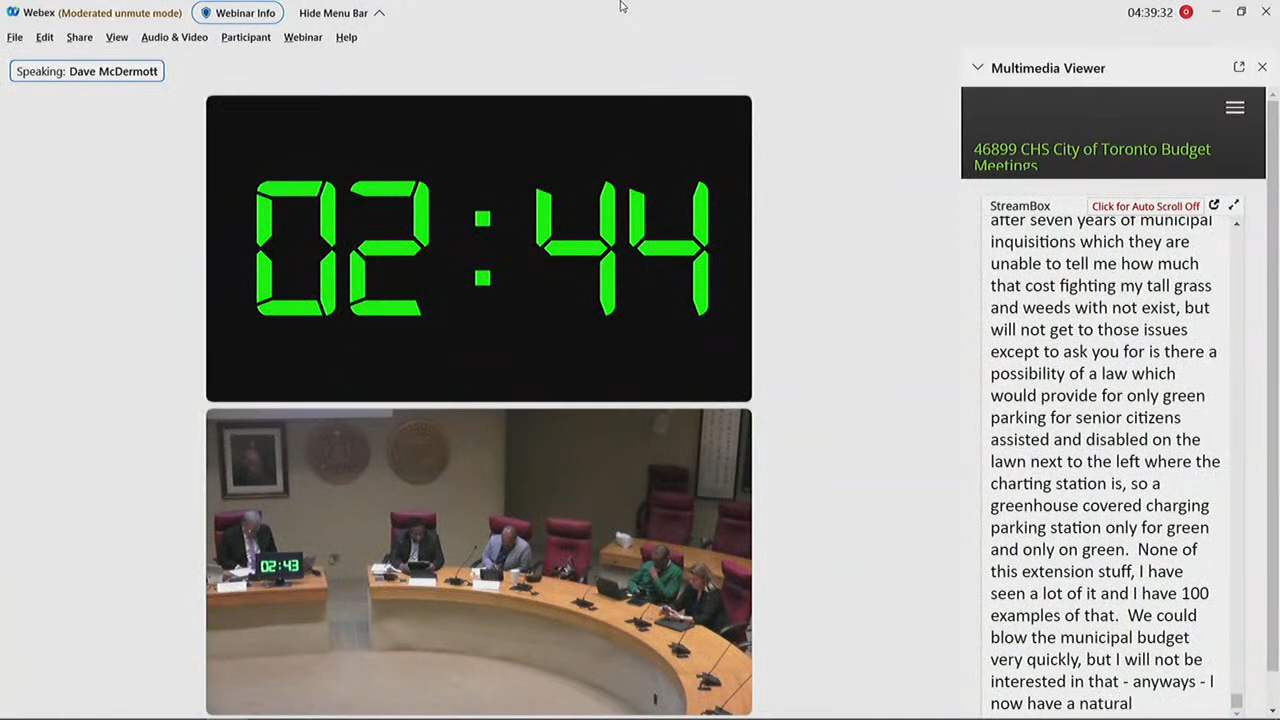 Webex (Moderated unmute mode) Webinar Info Hide Menu Bar 04:39:32
File Edit Share View Audio & Video Participant Webinar Help
Speaking: Dave McDermott
02:44
02:43
Multimedia Viewer
46899 CHS City of Toronto Budget
Meetings
StreamBox Click for Auto Scroll Off
after seven years of municipal
inquisitions which they are
unable to tell me how much
that cost fighting my tall grass
and weeds with not exist, but
will not get to those issues
except to ask you for is there a
possibility of a law which
would provide for only green
parking for senior citizens
assisted and disabled on the
lawn next to the left where the
charting station is, so a
greenhouse covered charging
parking station only for green
and only on green. None of
this extension stuff, I have
seen a lot of it and I have 100
examples of that. We could
blow the municipal budget
very quickly, but I will not be
interested in that - anyways - I
now have a natural